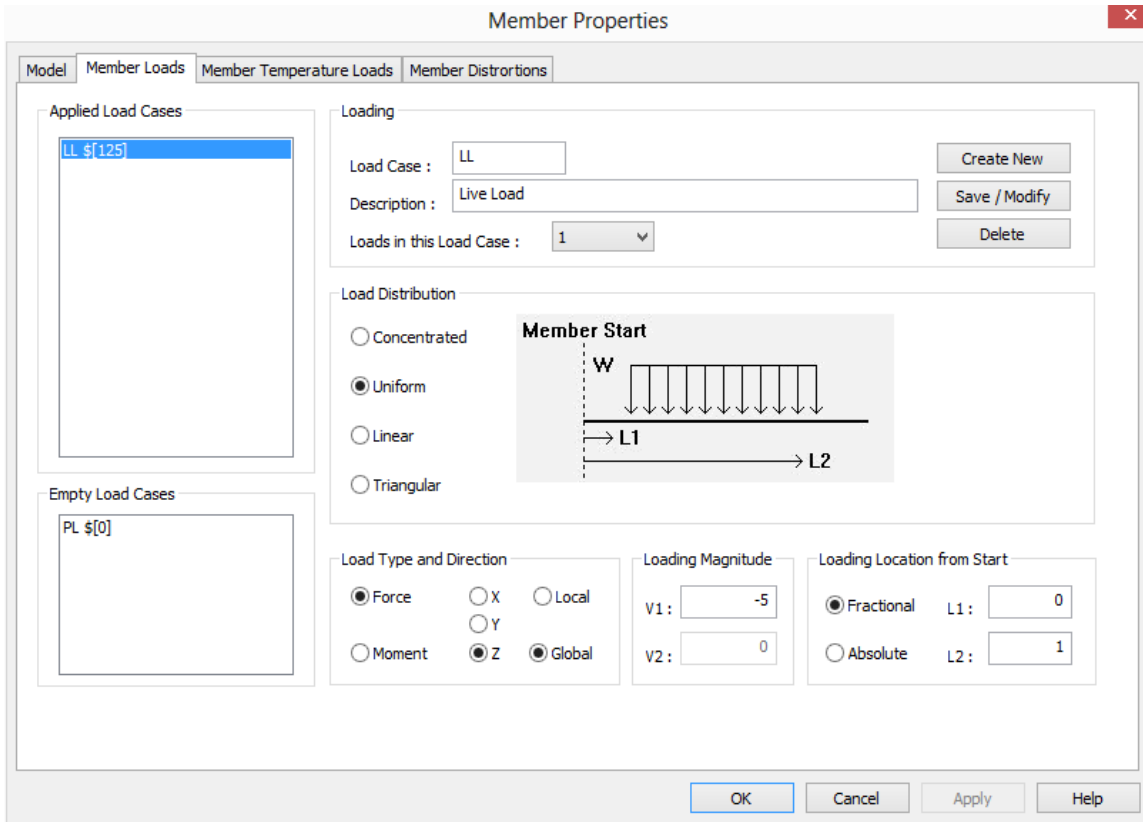 Member Properties
Model
Member Loads
Member Temperature Loads
Member Distrortions
Applied Load Cases
LL $[125]
Empty Load Cases
PL $[0]
Loading
Load Case :
LL
Create New
Description :
Live Load
Save / Modify
Loads in this Load Case :
1
Delete
Load Distribution
Concentrated
Uniform
Linear
Triangular
Member Start
W
L1
L2
Load Type and Direction
Force
X
Local
Y
Moment
Z
Global
Loading Magnitude
V1 :
-5
V2 :
0
Loading Location from Start
Fractional
L1 :
0
Absolute
L2 :
1
OK
Cancel
Apply
Help